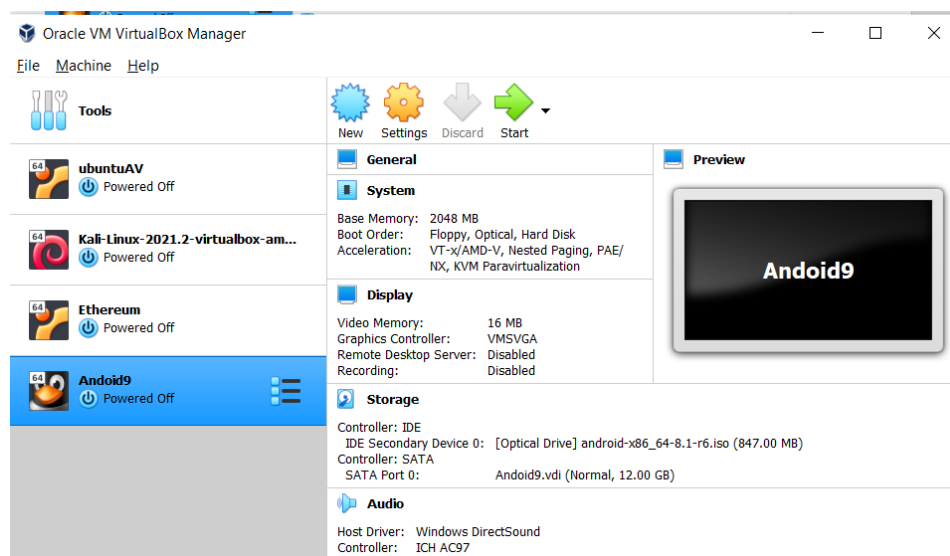 Oracle VM VirtualBox Manager
File Machine Help
Tools
New Settings Discard Start
64
ubuntuAV
Powered Off
64
Kali-Linux-2021.2-virtualbox-am...
Powered Off
64
Ethereum
Powered Off
64
Andoid9
Powered Off
General
System
Base Memory: 2048 MB
Boot Order: Floppy, Optical, Hard Disk
Acceleration: VT-x/AMD-V, Nested Paging, PAE/
NX, KVM Paravirtualization
Display
Video Memory: 16 MB
Graphics Controller: VMSVGA
Remote Desktop Server: Disabled
Recording: Disabled
Storage
Controller: IDE
IDE Secondary Device 0: [Optical Drive] android-x86_64-8.1-r6.iso (847.00 MB)
Controller: SATA
SATA Port 0: Andoid9.vdi (Normal, 12.00 GB)
Audio
Host Driver: Windows DirectSound
Controller: ICH AC97
Preview
Andoid9